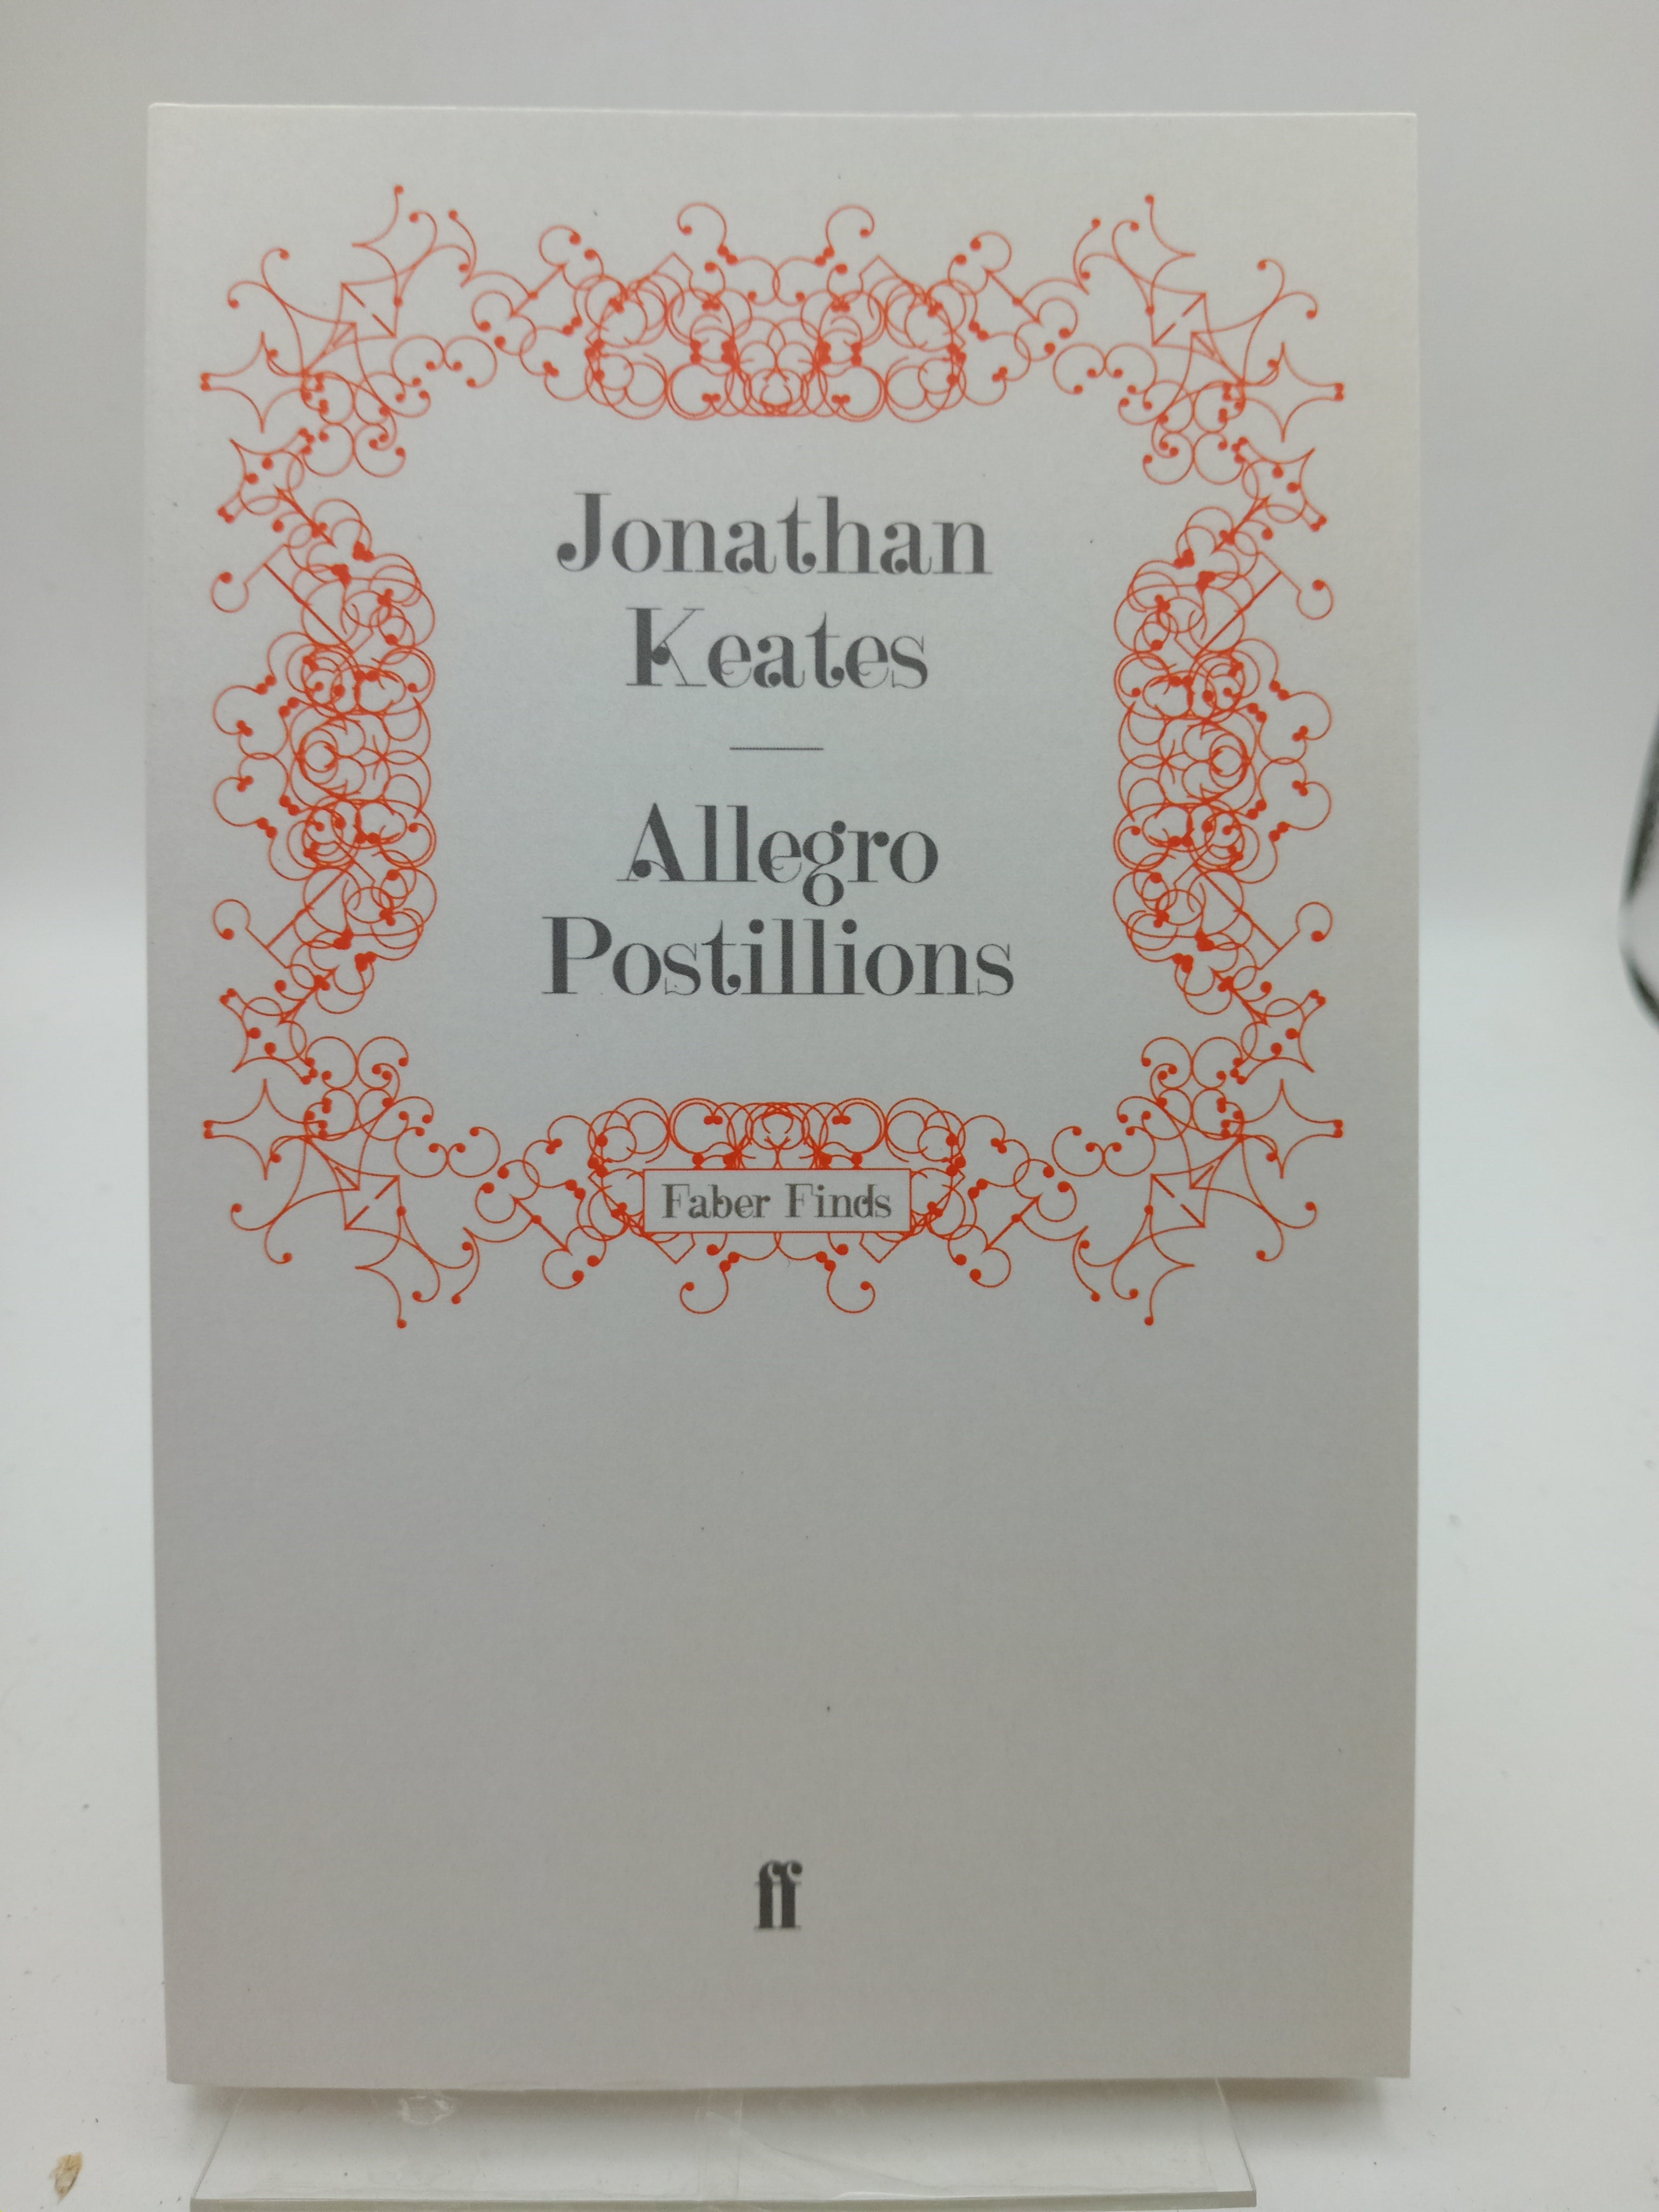 Jonathan
Keates
Allegro
Postillions
Faber Finds
ff